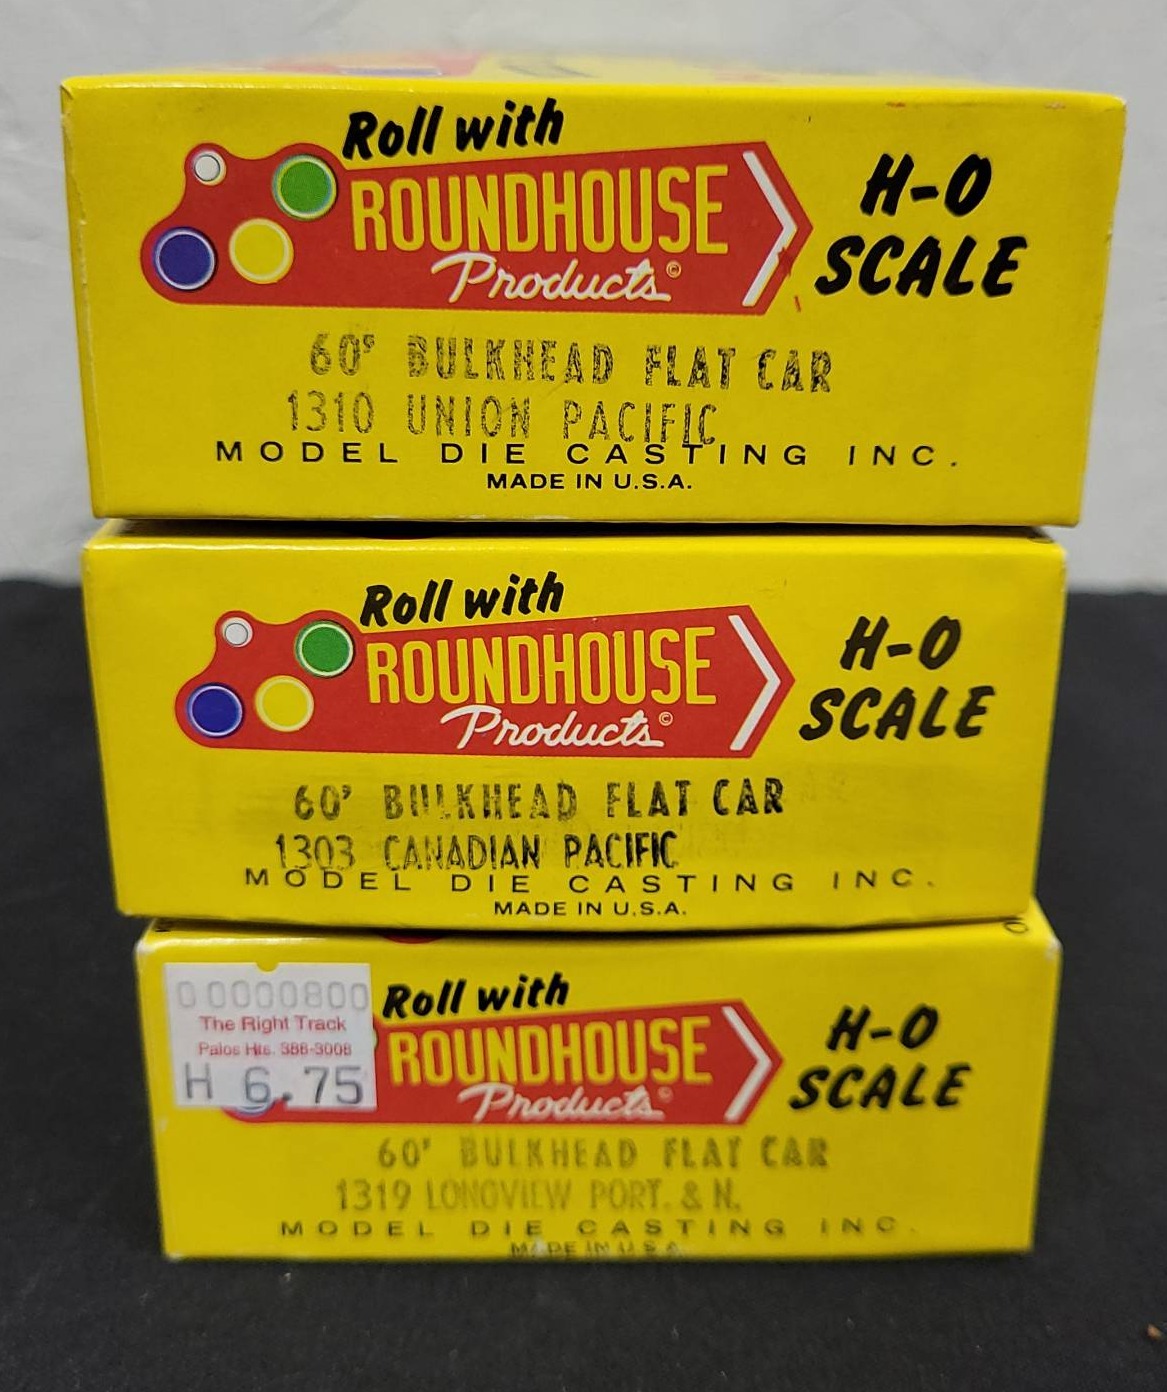 Roll with
ROUNDHOUSE
Products©
H-O
SCALE
60' BULKHEAD FLAT CAR
1310 UNION PACIFIC
MODEL DIE CASTING INC.
MADE IN U.S.A.
Roll with
ROUNDHOUSE
Products©
H-O
SCALE
60' BULKHEAD FLAT CAR
1303 CANADIAN PACIFIC
MODEL DIE CASTING INC.
MADE IN U.S.A.
0 0000800
The Right Track
Palos Hts. 388-3008
H 6.75
Roll with
ROUNDHOUSE
Products©
H-O
SCALE
60' BULKHEAD FLAT CAR
1319 LONGVIEW PORT. & N.
MODEL DIE CASTING INC.
MADE IN U.S.A.